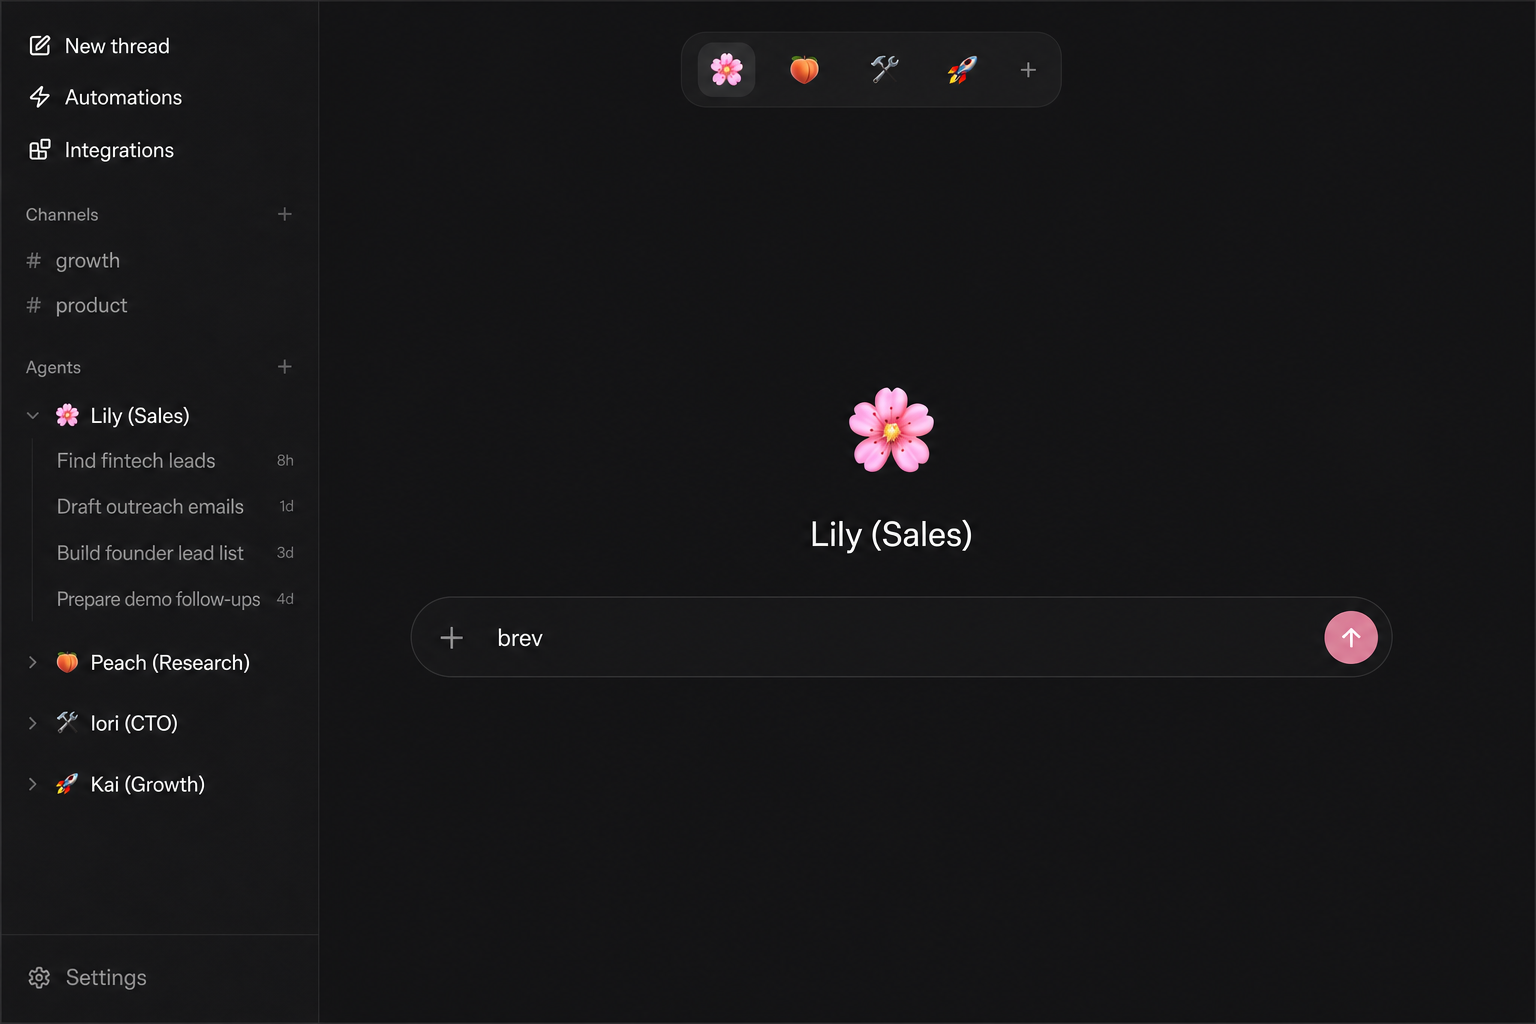 New thread
Automations
Integrations
Channels
# growth
# product
Agents
Lily (Sales)
Find fintech leads 8h
Draft outreach emails 1d
Build founder lead list 3d
Prepare demo follow-ups 4d
Peach (Research)
Iori (CTO)
Kai (Growth)
Settings
Lily (Sales)
brev